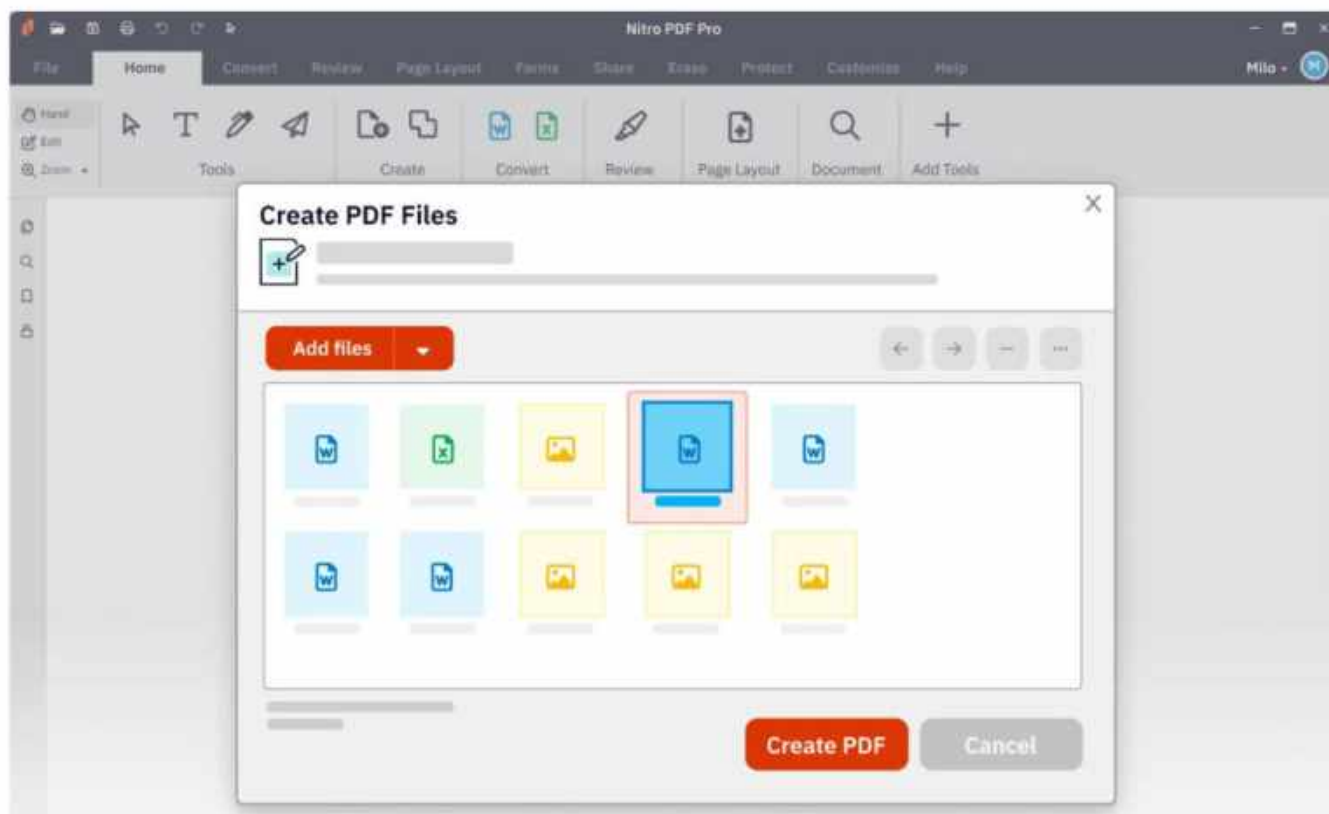 Nitro PDF Pro
File Home Convert Review Page Layout Forms Share Erase Protect Customize Help Milo M
Hand
Edit
Zoom
Tools Create Convert Review Page Layout Document Add Tools
Create PDF Files
Add files
W X W W
W W
Create PDF Cancel